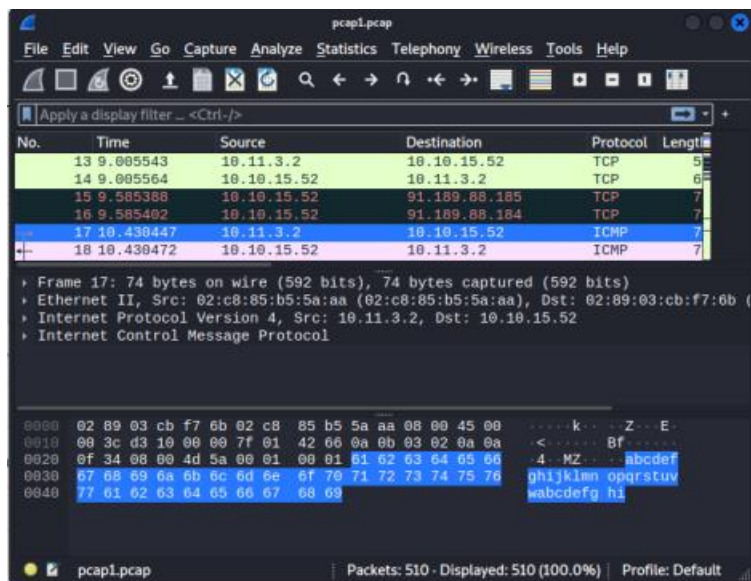 pcap1.pcap
File Edit View Go Capture Analyze Statistics Telephony Wireless Tools Help
Apply a display filter … <Ctrl-/>
No. Time Source Destination Protocol Lengt
13 9.005543 10.11.3.2 10.10.15.52 TCP 5
14 9.005564 10.10.15.52 10.11.3.2 TCP 6
15 9.585388 10.10.15.52 91.189.88.185 TCP 7
16 9.585402 10.10.15.52 91.189.88.184 TCP 7
17 10.430447 10.11.3.2 10.10.15.52 ICMP 7
18 10.430472 10.10.15.52 10.11.3.2 ICMP 7
Frame 17: 74 bytes on wire (592 bits), 74 bytes captured (592 bits)
Ethernet II, Src: 02:c8:85:b5:5a:aa (02:c8:85:b5:5a:aa), Dst: 02:89:03:cb:f7:6b (
Internet Protocol Version 4, Src: 10.11.3.2, Dst: 10.10.15.52
Internet Control Message Protocol
0000 02 89 03 cb f7 6b 02 c8 85 b5 5a aa 08 00 45 00 ·····k·· ··Z···E·
0010 00 3c d3 10 00 00 7f 01 42 66 0a 0b 03 02 0a 0a ·<······ Bf······
0020 0f 34 08 00 4d 5a 00 01 00 01 61 62 63 64 65 66 ·4··MZ·· ··abcdef
0030 67 68 69 6a 6b 6c 6d 6e 6f 70 71 72 73 74 75 76 ghijklmn opqrstuv
0040 77 61 62 63 64 65 66 67 68 69 wabcdefg hi
pcap1.pcap Packets: 510 · Displayed: 510 (100.0%) Profile: Default